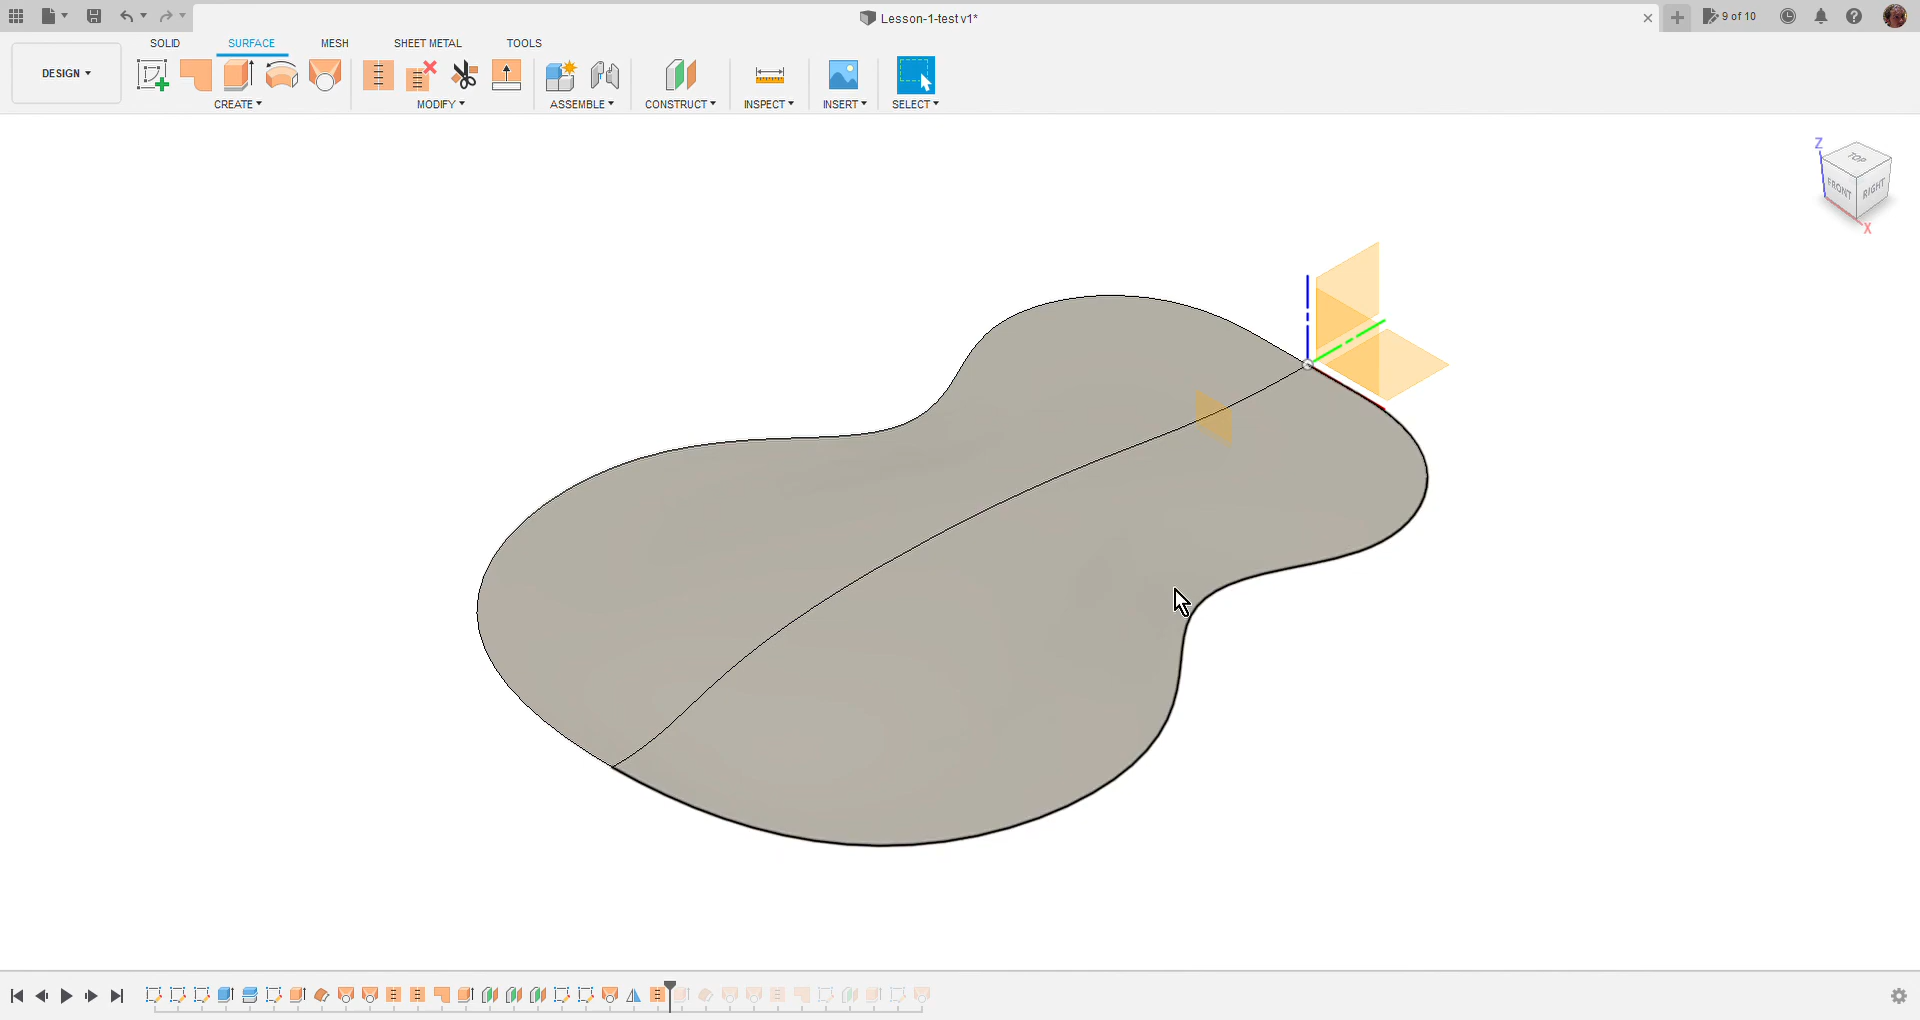 Lesson-1-test v1*
9 of 10
SOLID SURFACE MESH SHEET METAL TOOLS
DESIGN
CREATE MODIFY ASSEMBLE CONSTRUCT INSPECT INSERT SELECT
Z
TOP
FRONT RIGHT
X